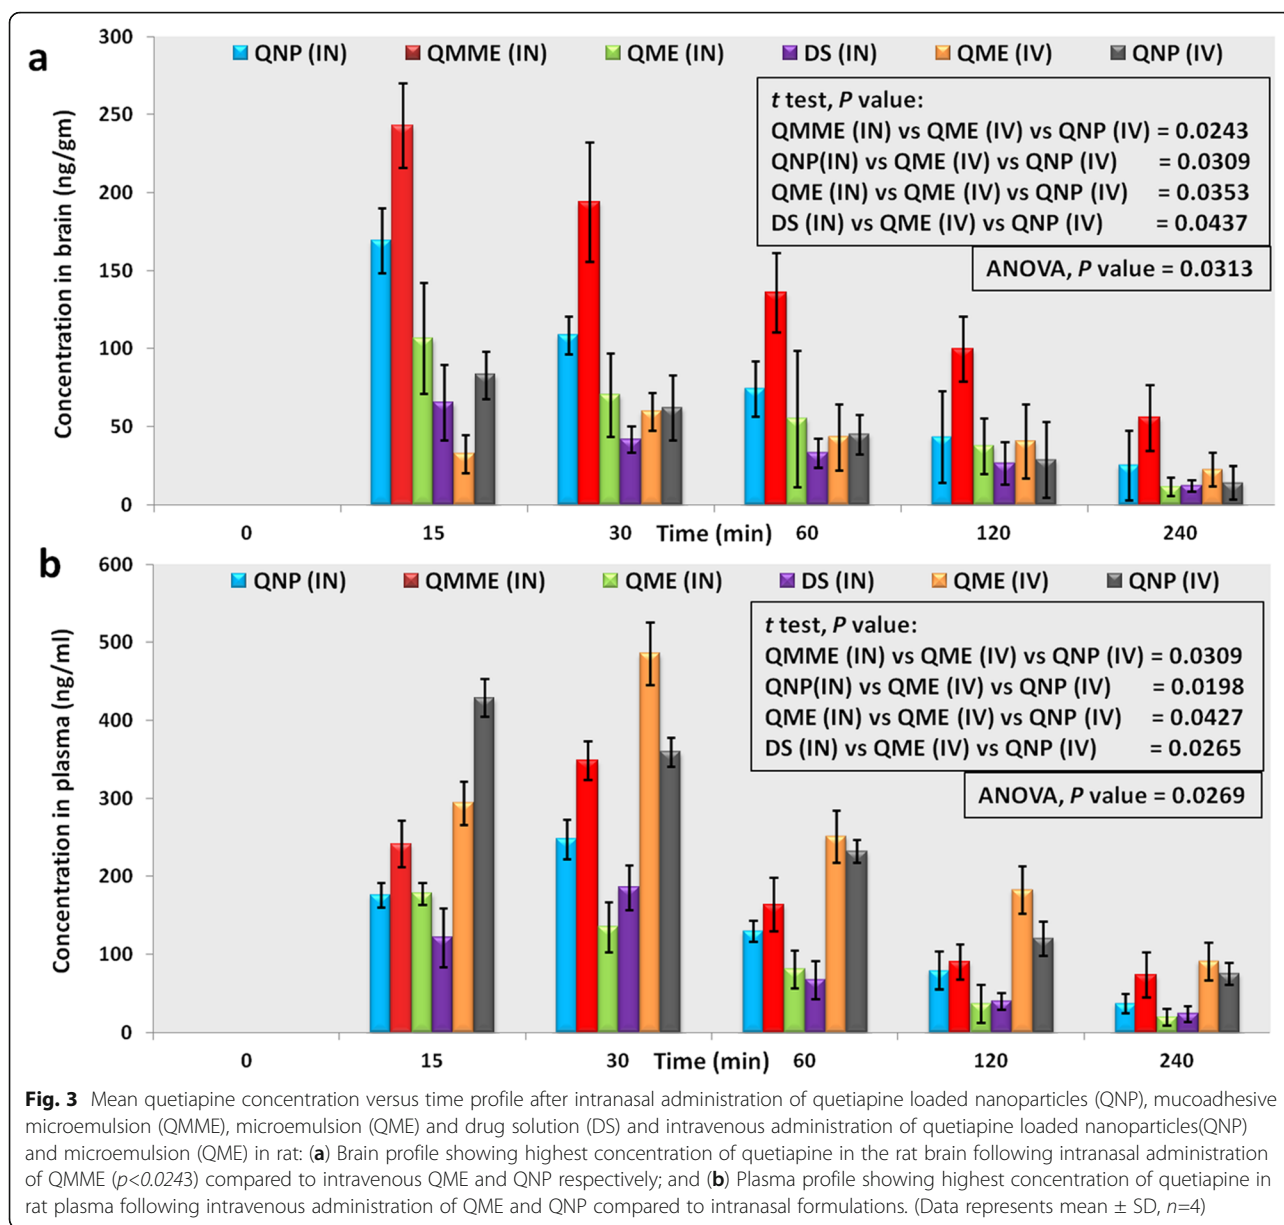 a
300
250
200
150
100
50
0
Concentration in brain (ng/gm)
QNP (IN) QMME (IN) QME (IN) DS (IN) QME (IV) QNP (IV)
t test, P value:
QMME (IN) vs QME (IV) vs QNP (IV) = 0.0243
QNP(IN) vs QME (IV) vs QNP (IV) = 0.0309
QME (IN) vs QME (IV) vs QNP (IV) = 0.0353
DS (IN) vs QME (IV) vs QNP (IV) = 0.0437
ANOVA, P value = 0.0313
0 15 30 Time (min) 60 120 240
b
600
500
400
300
200
100
0
Concentration in plasma (ng/ml)
QNP (IN) QMME (IN) QME (IN) DS (IN) QME (IV) QNP (IV)
t test, P value:
QMME (IN) vs QME (IV) vs QNP (IV) = 0.0309
QNP(IN) vs QME (IV) vs QNP (IV) = 0.0198
QME (IN) vs QME (IV) vs QNP (IV) = 0.0427
DS (IN) vs QME (IV) vs QNP (IV) = 0.0265
ANOVA, P value = 0.0269
0 15 30 Time (min) 60 120 240
Fig. 3 Mean quetiapine concentration versus time profile after intranasal administration of quetiapine loaded nanoparticles (QNP), mucoadhesive
microemulsion (QMME), microemulsion (QME) and drug solution (DS) and intravenous administration of quetiapine loaded nanoparticles(QNP)
and microemulsion (QME) in rat: (a) Brain profile showing highest concentration of quetiapine in the rat brain following intranasal administration
of QMME (p<0.0243) compared to intravenous QME and QNP respectively; and (b) Plasma profile showing highest concentration of quetiapine in
rat plasma following intravenous administration of QME and QNP compared to intranasal formulations. (Data represents mean ± SD, n=4)